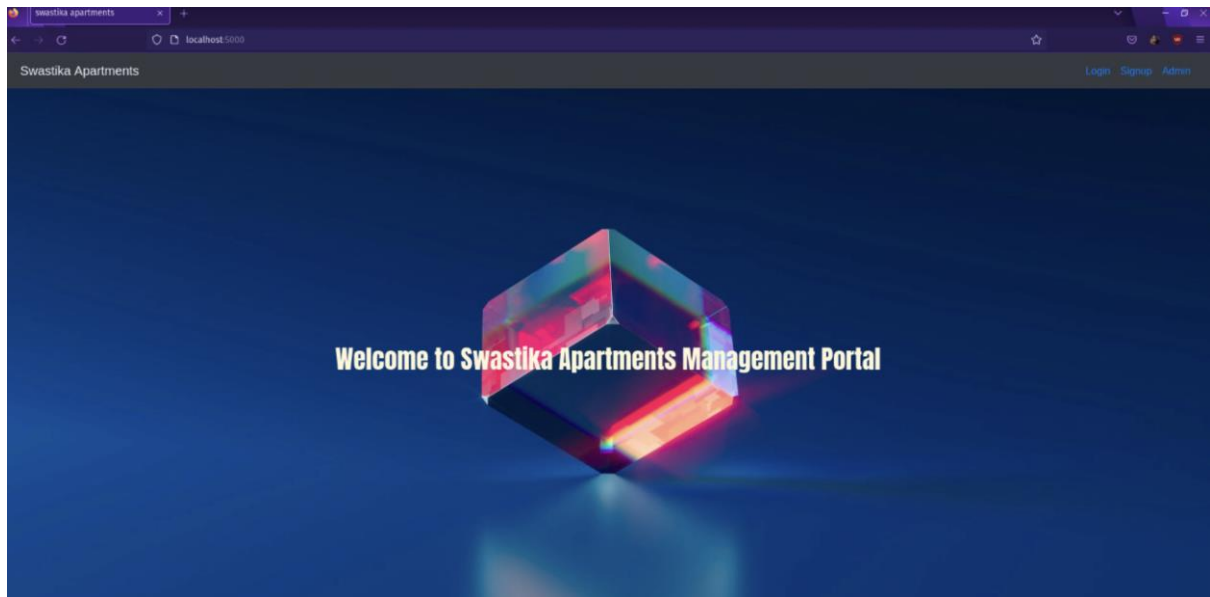 swastika apartments
localhost:5000
Swastika Apartments
Login Signup Admin
Welcome to Swastika Apartments Management Portal